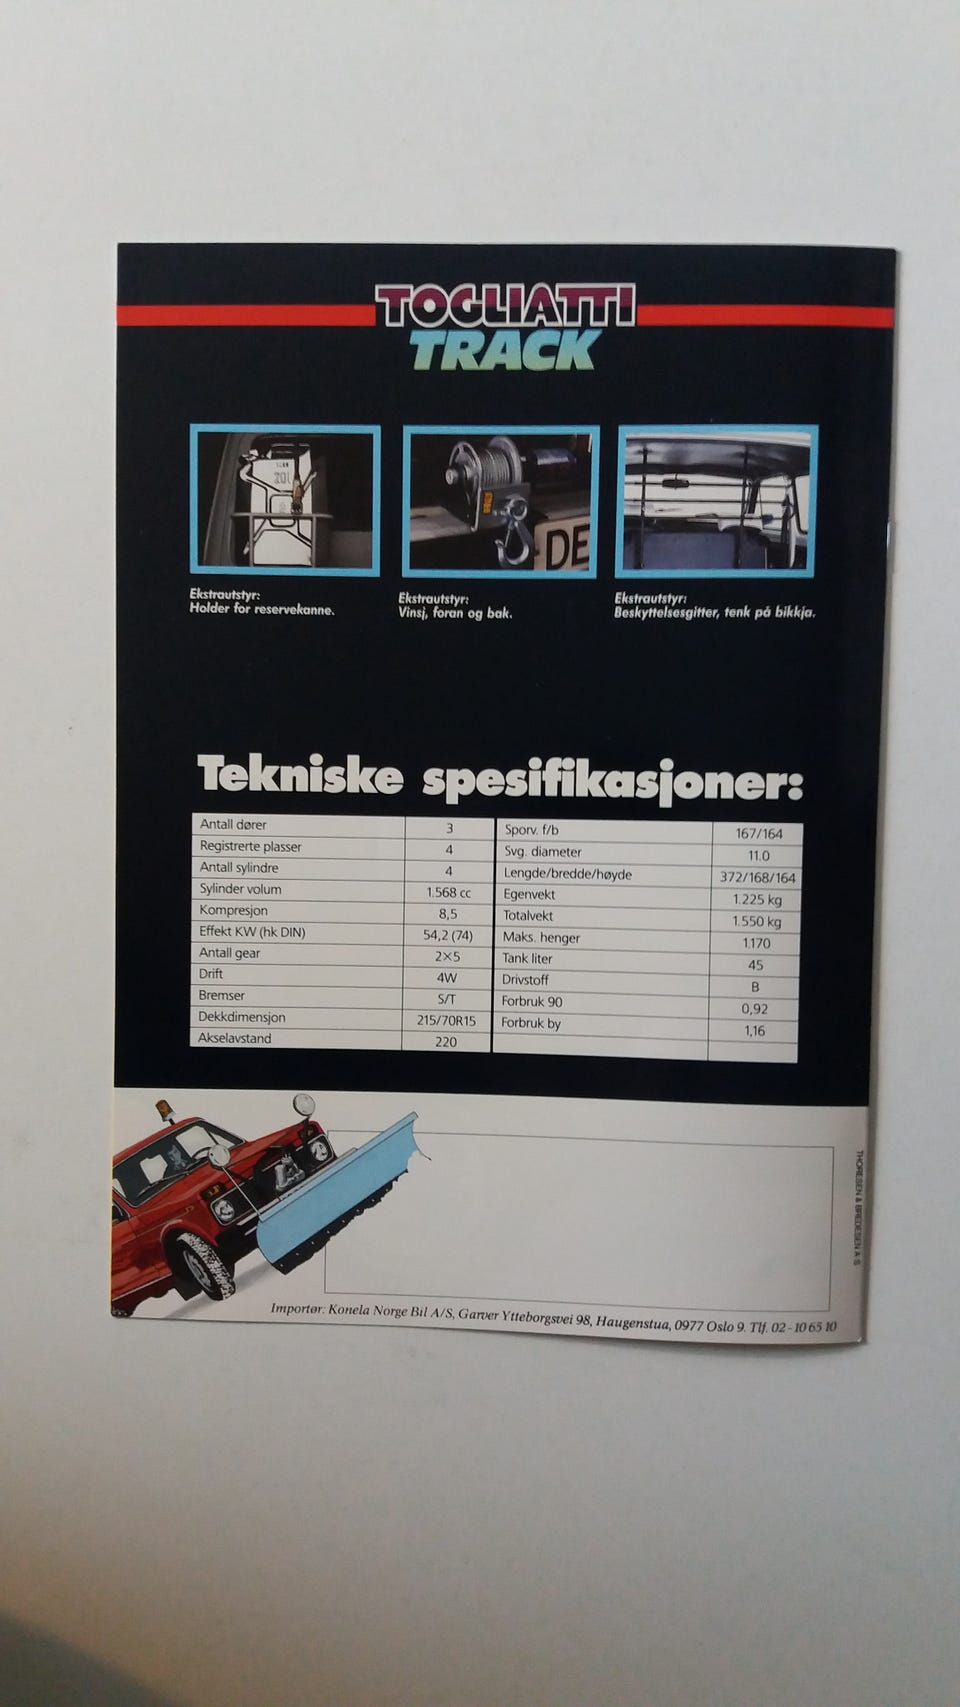 TOGLIATTI
TRACK
20l
DE
Ekstrautstyr:
Holder for reservekanne.
Ekstrautstyr:
Vinsj, foran og bak.
Ekstrautstyr:
Beskyttelsesgitter, tenk på bikkja.
Tekniske spesifikasjoner:
Antall dører 3
Registrerte plasser 4
Antall sylindre 4
Sylinder volum 1.568 cc
Kompresjon 8,5
Effekt KW (hk DIN) 54,2 (74)
Antall gear 2×5
Drift 4W
Bremser S/T
Dekkdimensjon 215/70R15
Akselavstand 220
Sporv. f/b 167/164
Svg. diameter 11.0
Lengde/bredde/høyde 372/168/164
Egenvekt 1.225 kg
Totalvekt 1.550 kg
Maks. henger 1.170
Tank liter 45
Drivstoff B
Forbruk 90 0,92
Forbruk by 1,16
THORESEN & BREDESEN A·S
Importør: Konela Norge Bil A/S, Garver Ytteborgsvei 98, Haugenstua, 0977 Oslo 9. Tlf. 02 - 10 65 10